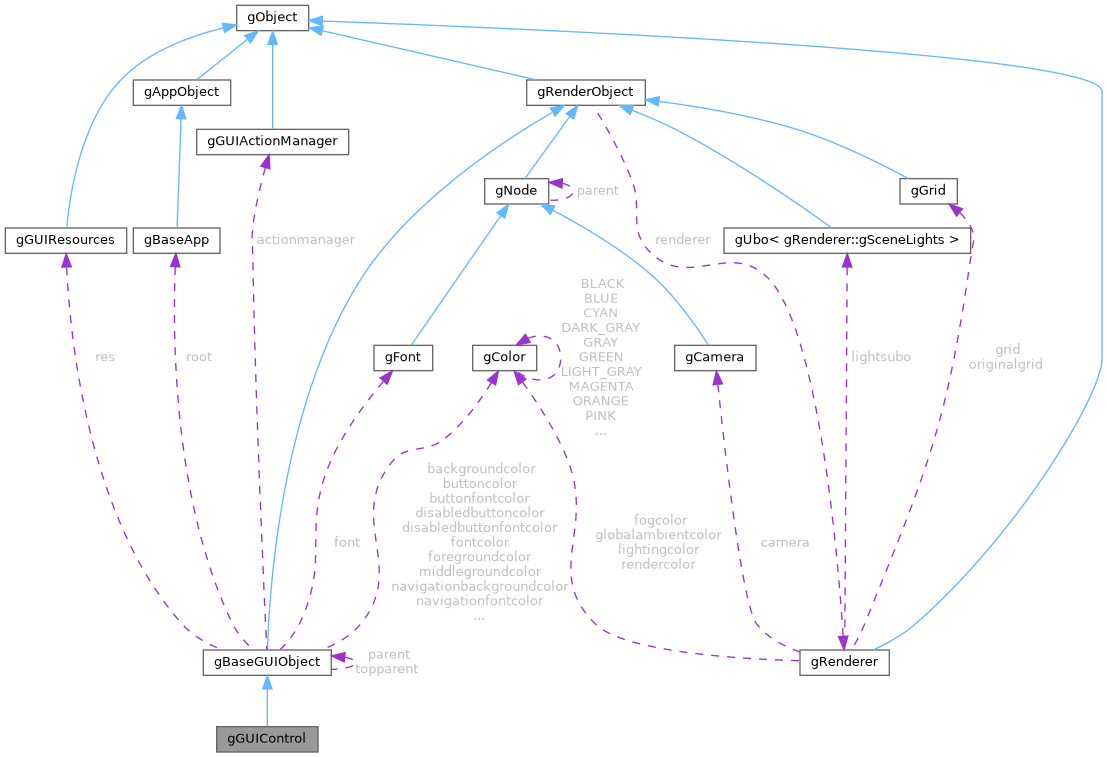 gObject
gAppObject
gRenderObject
gGUIActionManager
gNode
parent
gGrid
gGUIResources
gBaseApp
actionmanager
renderer
gUbo< gRenderer::gSceneLights >
BLACK
BLUE
CYAN
DARK_GRAY
GRAY
GREEN
LIGHT_GRAY
MAGENTA
ORANGE
PINK
...
res
root
gFont
gColor
gCamera
lightsubo
grid
originalgrid
backgroundcolor
buttoncolor
buttonfontcolor
disabledbuttoncolor
disabledbuttonfontcolor
fontcolor
foregroundcolor
middlegroundcolor
navigationbackgroundcolor
navigationfontcolor
...
font
fogcolor
globalambientcolor
lightingcolor
rendercolor
camera
gBaseGUIObject
parent
topparent
gRenderer
gGUIControl